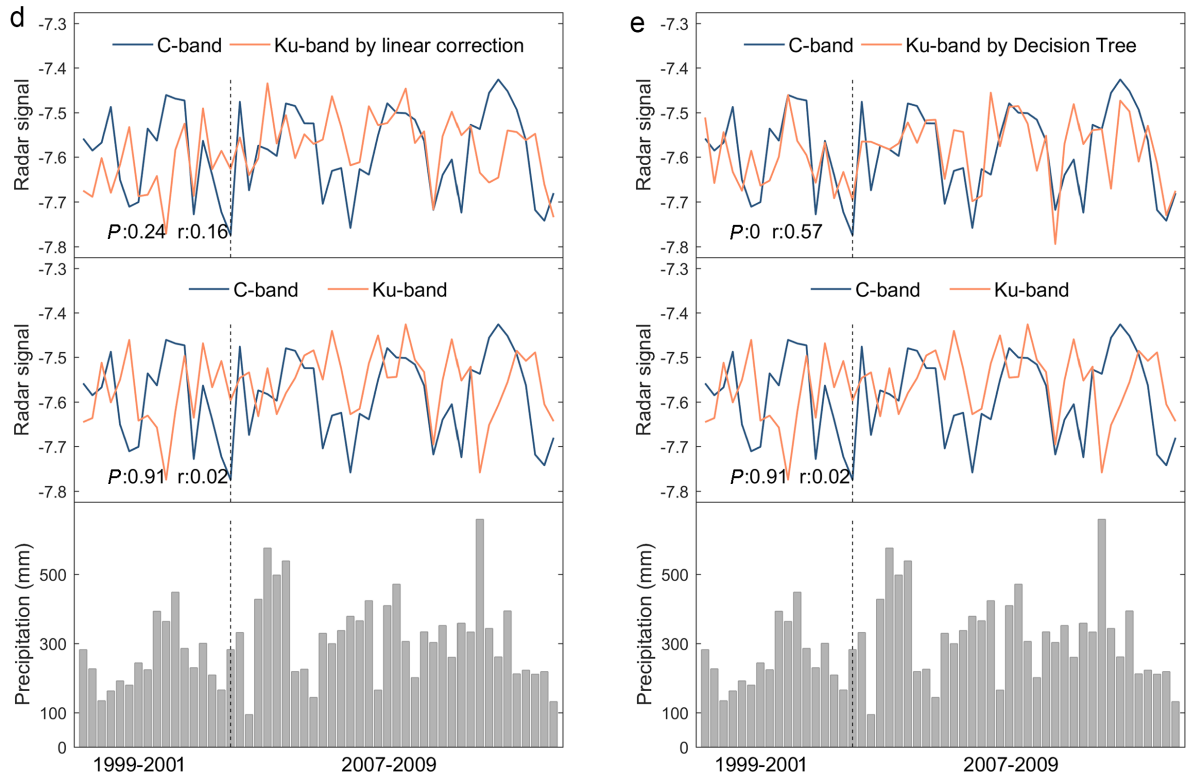 d
C-band Ku-band by linear correction
Radar signal
-7.3
-7.4
-7.5
-7.6
-7.7
-7.8
P:0.24 r:0.16
C-band Ku-band
Radar signal
-7.3
-7.4
-7.5
-7.6
-7.7
-7.8
P:0.91 r:0.02
Precipitation (mm)
500
300
100
0
1999-2001 2007-2009
e
C-band Ku-band by Decision Tree
Radar signal
-7.3
-7.4
-7.5
-7.6
-7.7
-7.8
P:0 r:0.57
C-band Ku-band
Radar signal
-7.3
-7.4
-7.5
-7.6
-7.7
-7.8
P:0.91 r:0.02
Precipitation (mm)
500
300
100
0
1999-2001 2007-2009